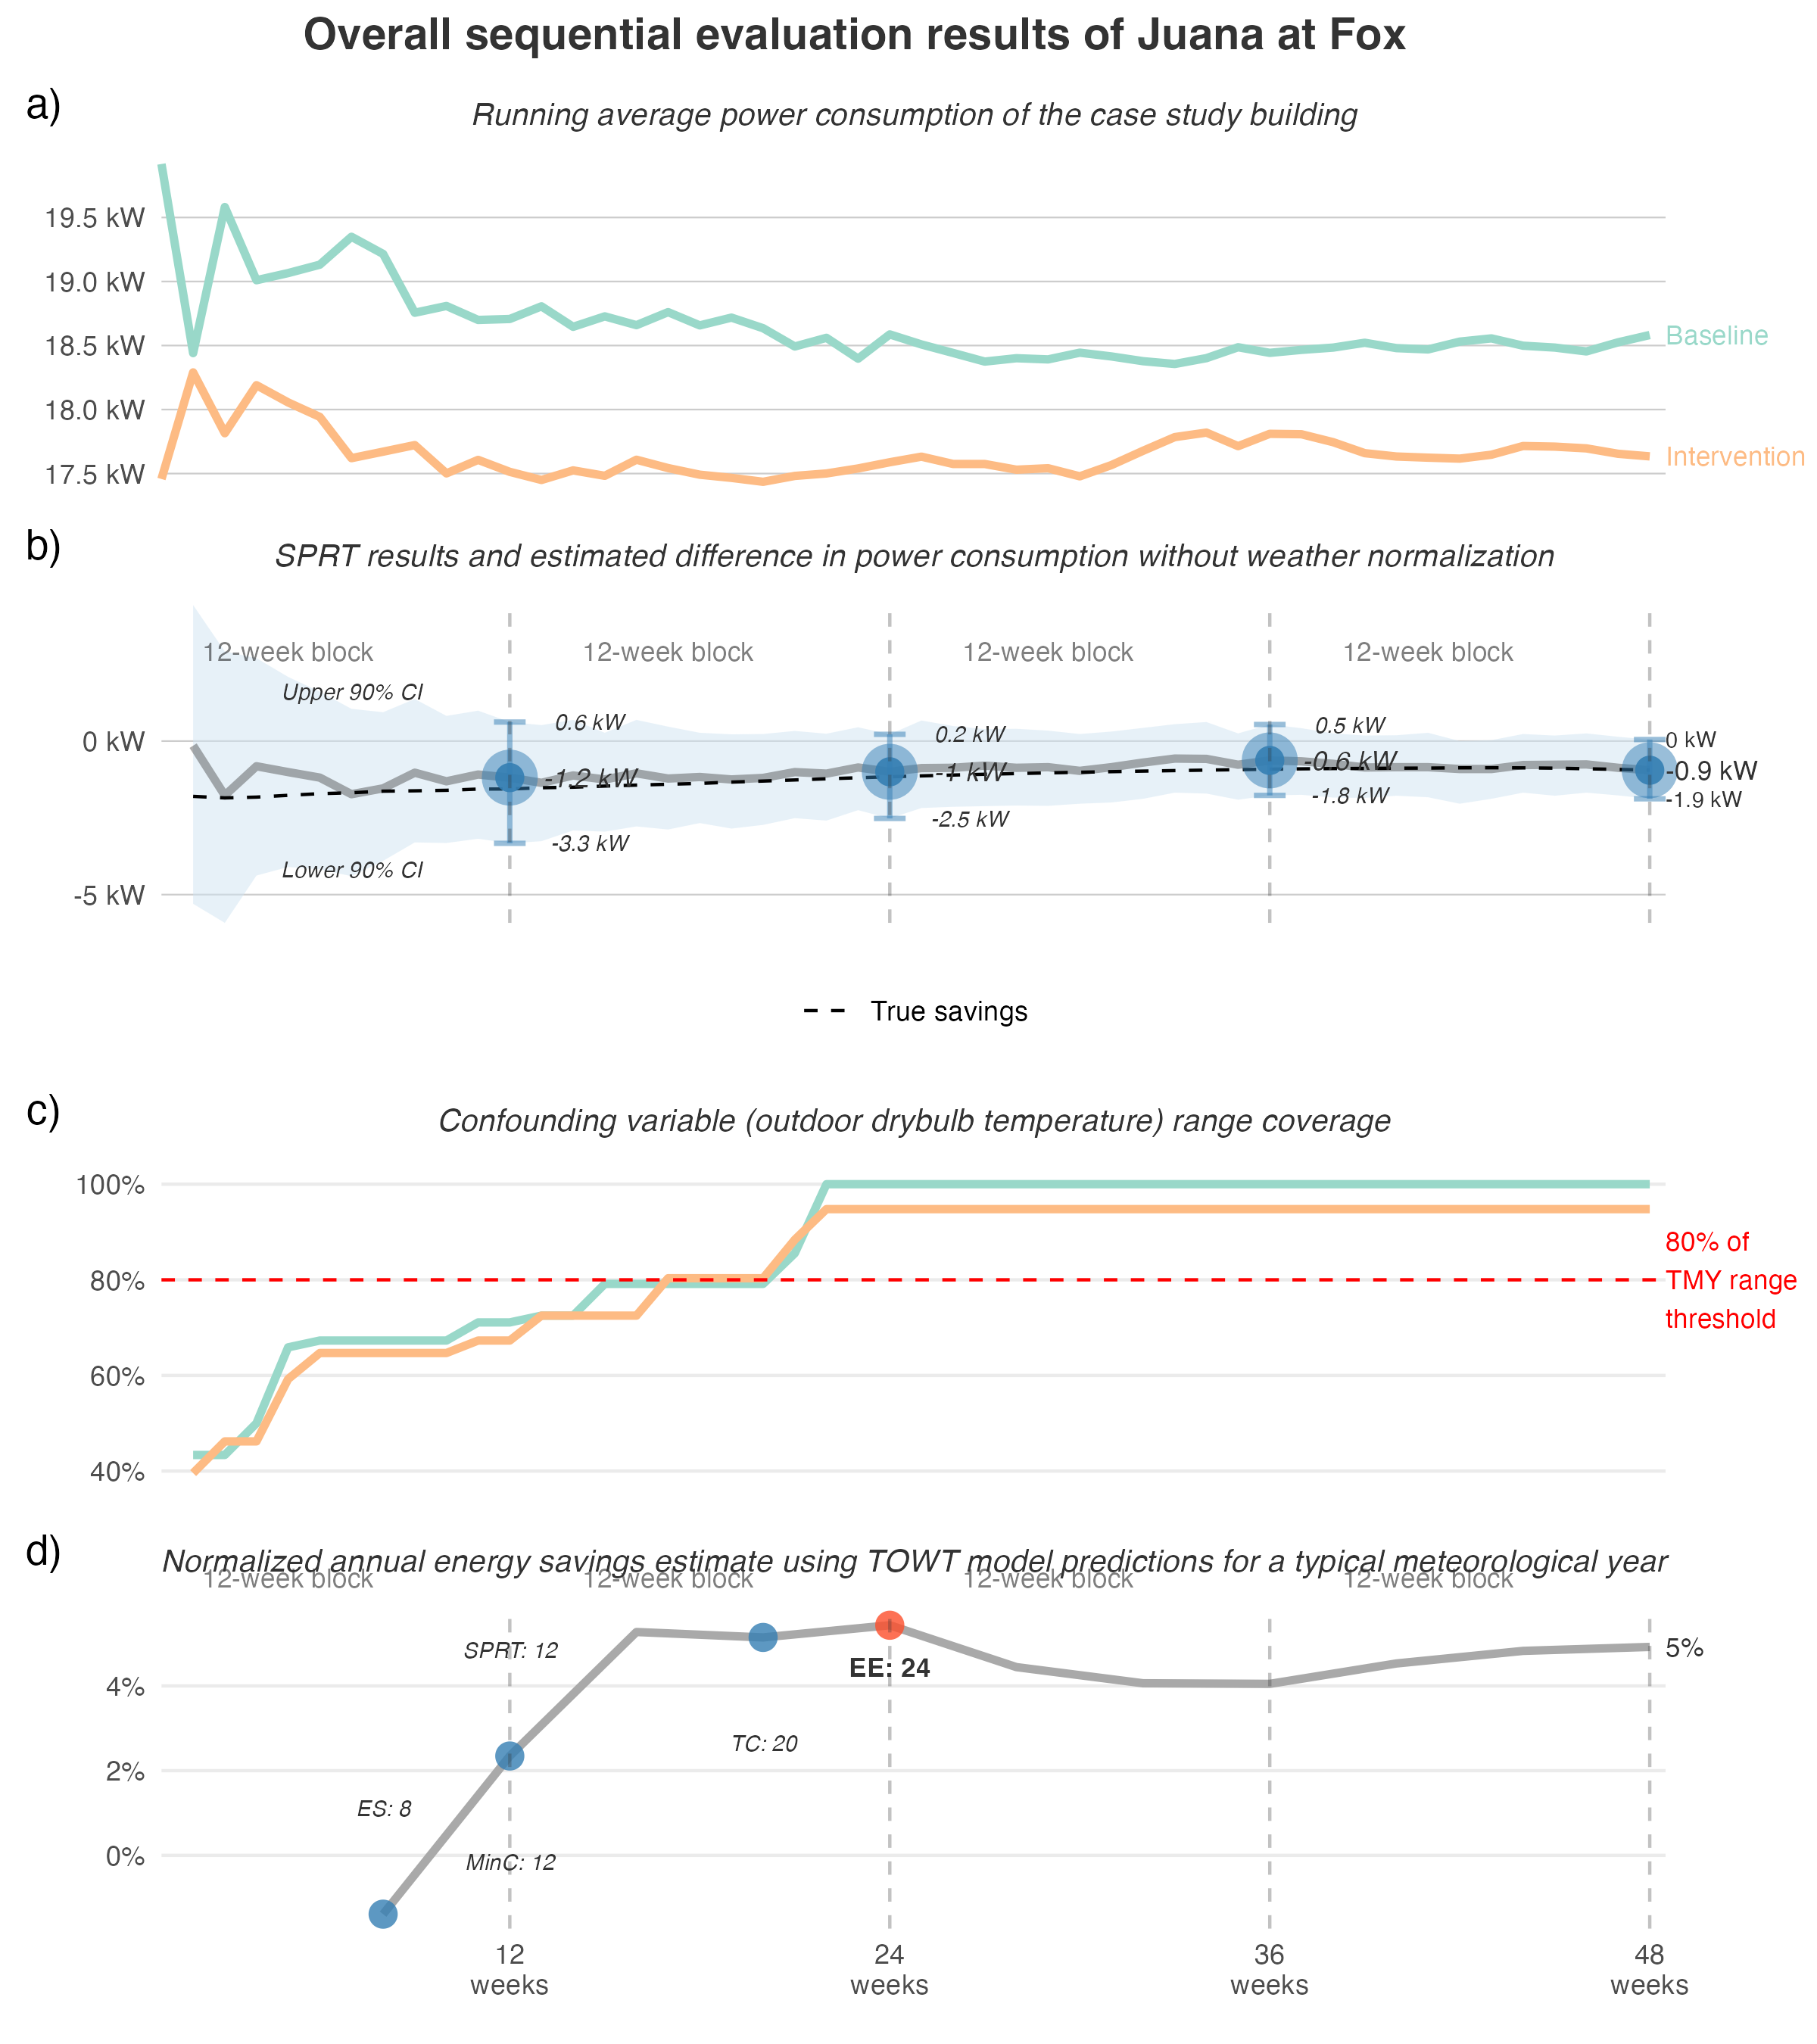 Overall sequential evaluation results of Juana at Fox
a)
Running average power consumption of the case study building
19.5 kW
19.0 kW
18.5 kW
18.0 kW
17.5 kW
Baseline
Intervention
b)
SPRT results and estimated difference in power consumption without weather normalization
12-week block
12-week block
12-week block
12-week block
Upper 90% CI
Lower 90% CI
0 kW
-5 kW
0.6 kW
-1.2 kW
-3.3 kW
0.2 kW
-1 kW
-2.5 kW
0.5 kW
-0.6 kW
-1.8 kW
0 kW
-0.9 kW
-1.9 kW
True savings
c)
Confounding variable (outdoor drybulb temperature) range coverage
100%
80%
60%
40%
80% of
TMY range
threshold
d)
Normalized annual energy savings estimate using TOWT model predictions for a typical meteorological year
12-week block
12-week block
12-week block
12-week block
4%
2%
0%
SPRT: 12
EE: 24
5%
TC: 20
ES: 8
MinC: 12
12
weeks
24
weeks
36
weeks
48
weeks